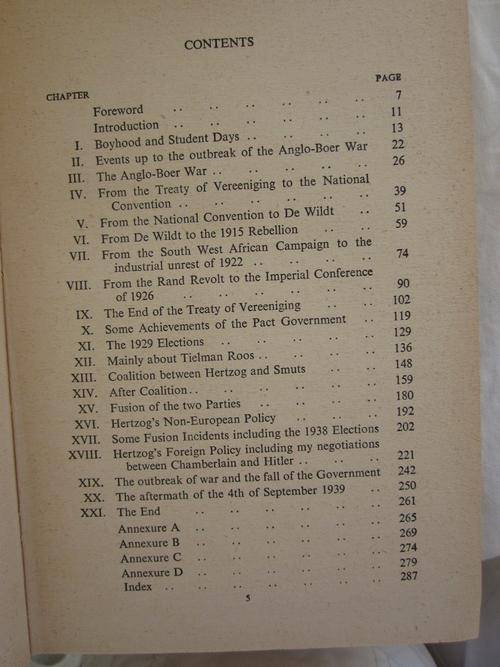 CONTENTS
CHAPTER PAGE
Foreword .. .. .. .. .. .. 7
Introduction .. .. .. .. .. .. 11
I. Boyhood and Student Days .. .. .. .. 13
II. Events up to the outbreak of the Anglo-Boer War 22
III. The Anglo-Boer War .. .. .. .. .. 26
IV. From the Treaty of Vereeniging to the National
Convention .. .. .. .. .. .. 39
V. From the National Convention to De Wildt .. 51
VI. From De Wildt to the 1915 Rebellion .. .. 59
VII. From the South West African Campaign to the
industrial unrest of 1922 .. .. .. .. 74
VIII. From the Rand Revolt to the Imperial Conference
of 1926 .. .. .. .. .. .. 90
IX. The End of the Treaty of Vereeniging .. .. 102
X. Some Achievements of the Pact Government .. 119
XI. The 1929 Elections .. .. .. .. .. 129
XII. Mainly about Tielman Roos .. .. .. .. 136
XIII. Coalition between Hertzog and Smuts .. .. 148
XIV. After Coalition .. .. .. .. .. .. 159
XV. Fusion of the two Parties .. .. .. .. 180
XVI. Hertzog's Non-European Policy .. .. .. 192
XVII. Some Fusion Incidents including the 1938 Elections 202
XVIII. Hertzog's Foreign Policy including my negotiations
between Chamberlain and Hitler .. .. .. 221
XIX. The outbreak of war and the fall of the Government 242
XX. The aftermath of the 4th of September 1939 .. 250
XXI. The End .. .. .. .. .. 261
Annexure A .. .. .. .. .. 265
Annexure B .. .. .. .. .. 269
Annexure C .. .. .. .. .. 274
Annexure D .. .. .. .. .. 279
Index .. .. .. .. .. .. 287
5